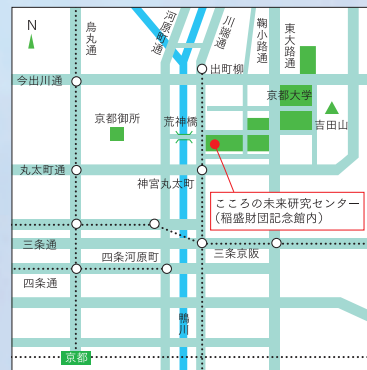 N
烏丸通
河原町通
川端通
鞠小路通
東大路通
今出川通
出町柳
京都大学
京都御所
荒神橋
吉田山
丸太町通
神宮丸太町
こころの未来研究センター
(稲盛財団記念館内)
三条通
四条河原町
三条京阪
四条通
鴨川
京都